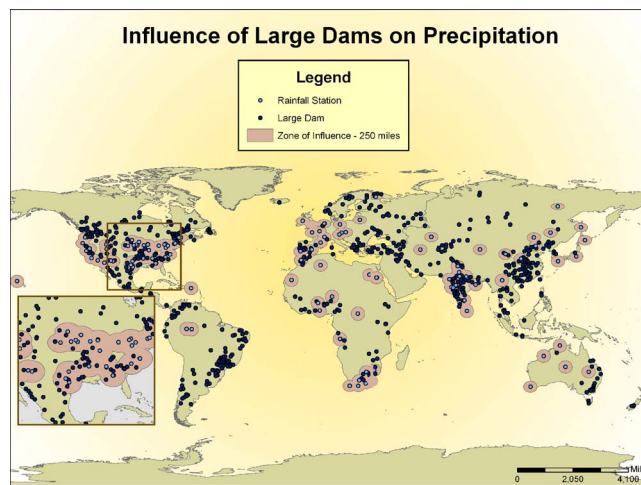 Influence of Large Dams on Precipitation
Legend
Rainfall Station
Large Dam
Zone of Influence - 250 miles
0 2,050 4,100